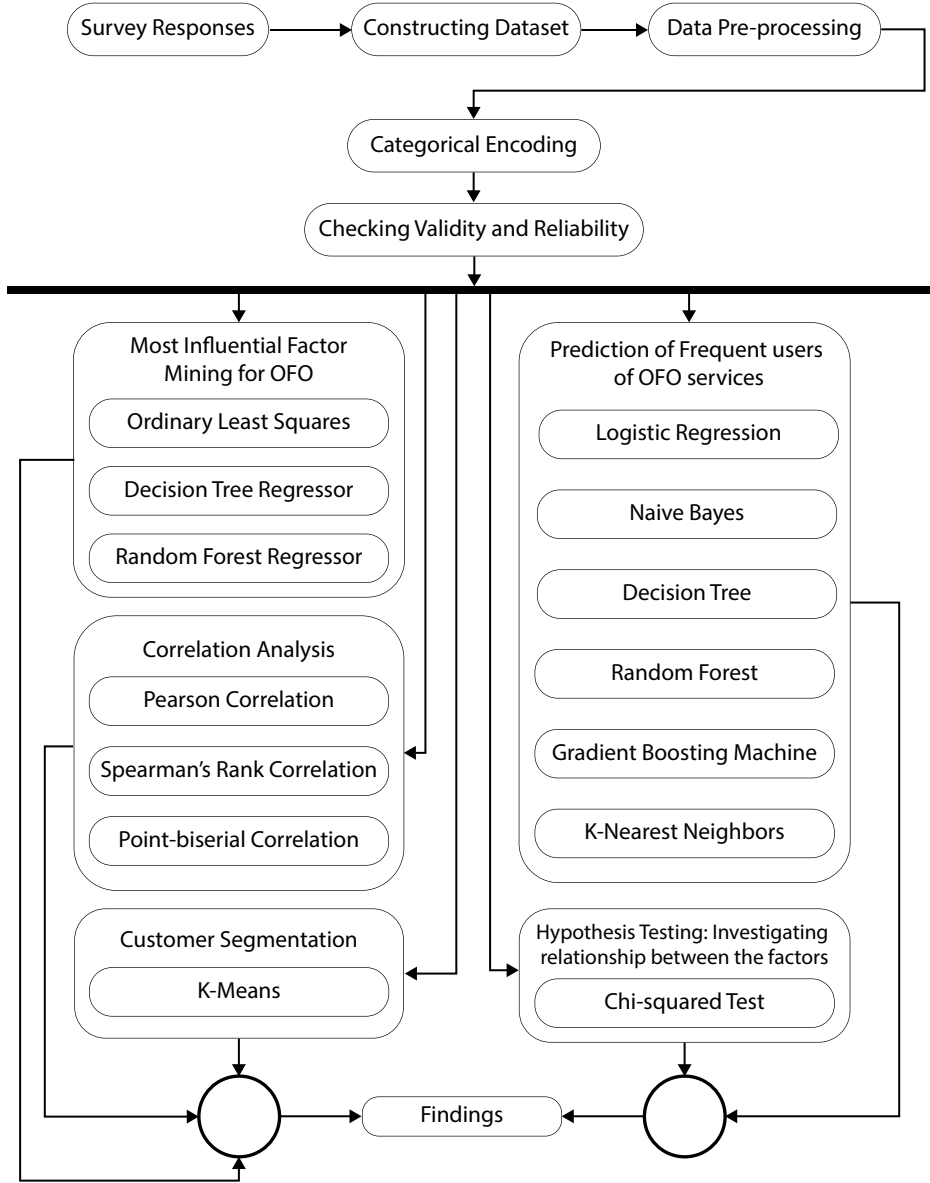 Survey Responses
Constructing Dataset
Data Pre-processing
Categorical Encoding
Checking Validity and Reliability
Most Influential Factor
Mining for OFO
Ordinary Least Squares
Decision Tree Regressor
Random Forest Regressor
Correlation Analysis
Pearson Correlation
Spearman's Rank Correlation
Point-biserial Correlation
Customer Segmentation
K-Means
Prediction of Frequent users
of OFO services
Logistic Regression
Naive Bayes
Decision Tree
Random Forest
Gradient Boosting Machine
K-Nearest Neighbors
Hypothesis Testing: Investigating
relationship between the factors
Chi-squared Test
Findings